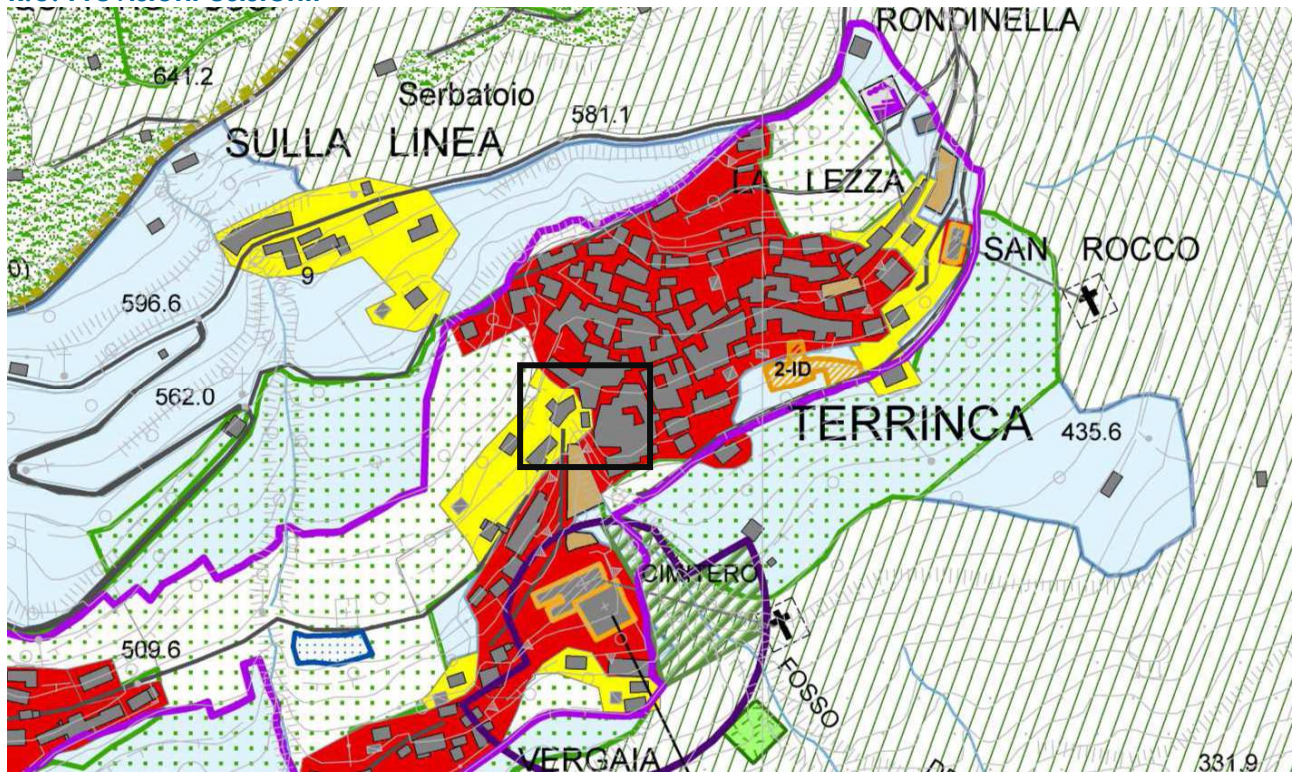 RONDINELLA
641.2
Serbatoio
581.1
SULLA LINEA
LA LEZZA
SAN ROCCO
9
596.6
562.0
2-ID
TERRINCA
435.6
CIMITERO
509.6
FOSSO
VERGAIA
331.9